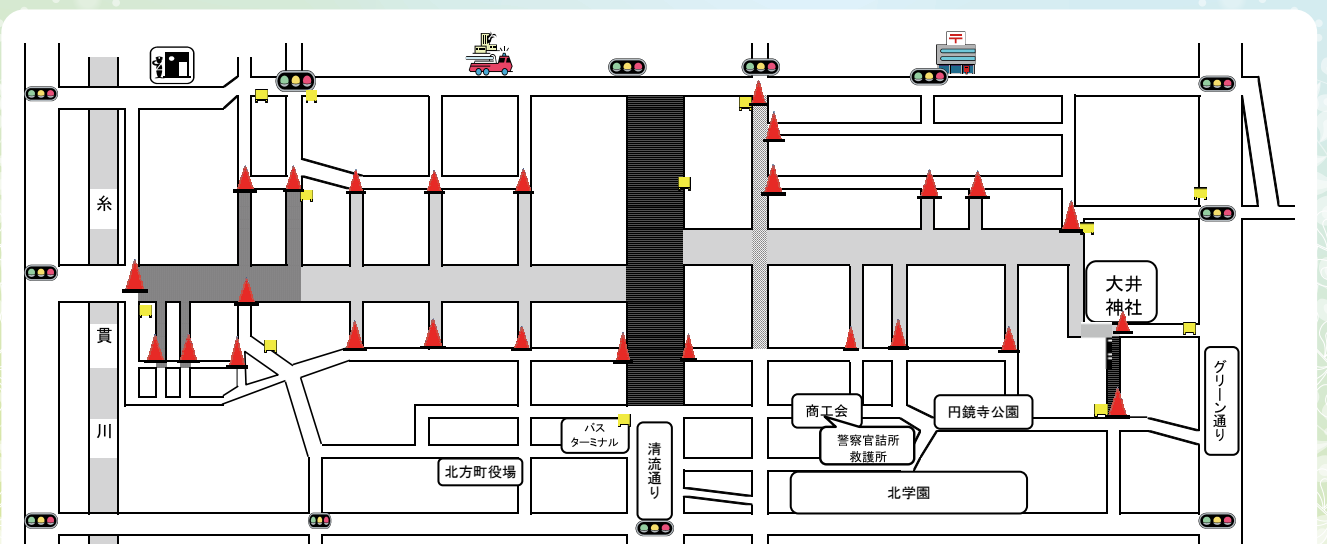 〒
糸
貫
川
大井
神社
グリーン通り
商工会
円鏡寺公園
バス
ターミナル
清流通り
警察官詰所
救護所
北方町役場
北学園